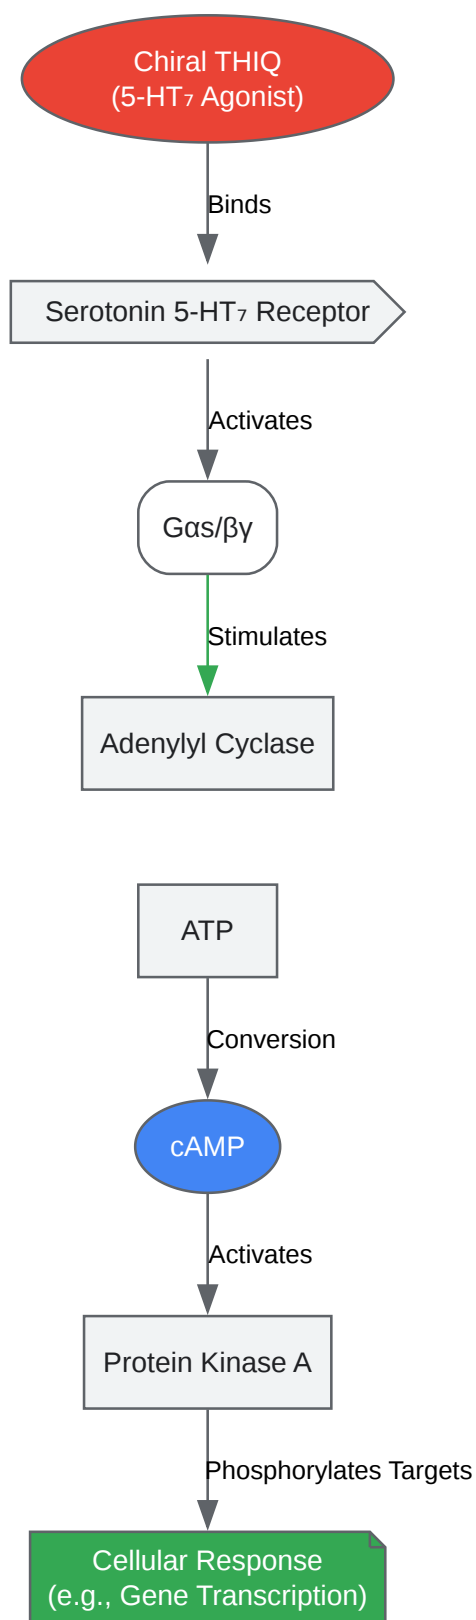 Chiral THIQ
(5-HT₇ Agonist)
Binds
Serotonin 5-HT₇ Receptor
Activates
Gαs/βγ
Stimulates
Adenylyl Cyclase
ATP
Conversion
cAMP
Activates
Protein Kinase A
Phosphorylates Targets
Cellular Response
(e.g., Gene Transcription)